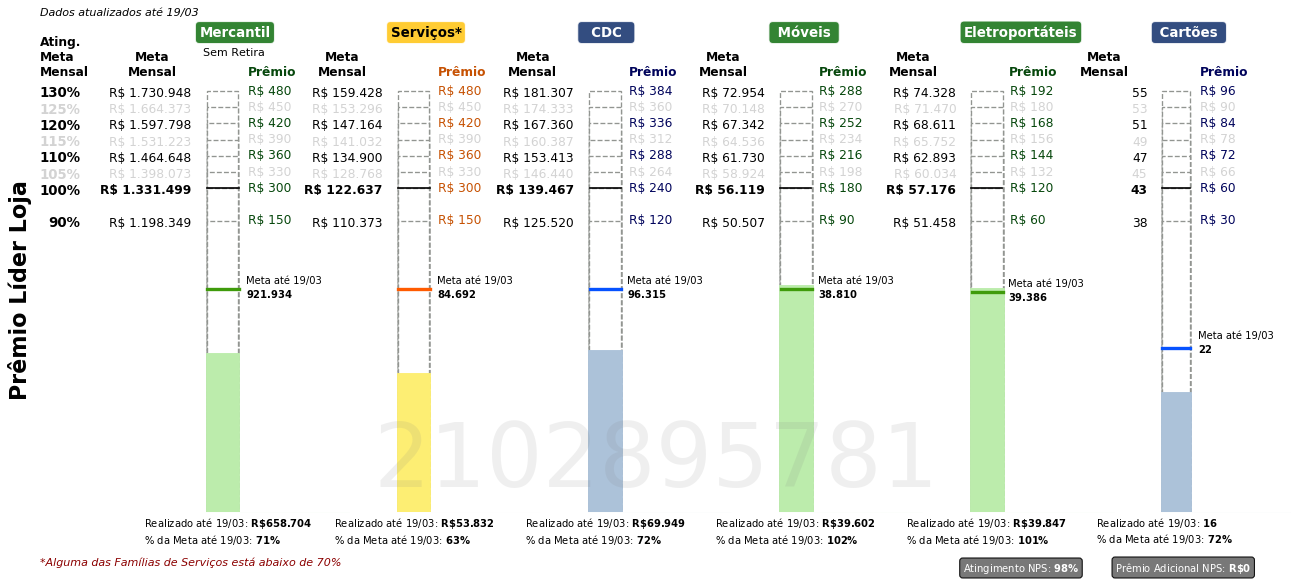 Dados atualizados até 19/03
Mercantil Serviços* CDC Móveis Eletroportáteis Cartões
Sem Retira
Ating. Meta Mensal Meta Mensal Prêmio Meta Mensal Prêmio Meta Mensal Prêmio Meta Mensal Prêmio Meta Mensal Prêmio Meta Mensal Prêmio
130% R$ 1.730.948 R$ 480 R$ 159.428 R$ 480 R$ 181.307 R$ 384 R$ 72.954 R$ 288 R$ 74.328 R$ 192 55 R$ 96
125% R$ 1.664.373 R$ 450 R$ 153.296 R$ 450 R$ 174.333 R$ 360 R$ 70.148 R$ 270 R$ 71.470 R$ 180 53 R$ 90
120% R$ 1.597.798 R$ 420 R$ 147.164 R$ 420 R$ 167.360 R$ 336 R$ 67.342 R$ 252 R$ 68.611 R$ 168 51 R$ 84
115% R$ 1.531.223 R$ 390 R$ 141.032 R$ 390 R$ 160.387 R$ 312 R$ 64.536 R$ 234 R$ 65.752 R$ 156 49 R$ 78
110% R$ 1.464.648 R$ 360 R$ 134.900 R$ 360 R$ 153.413 R$ 288 R$ 61.730 R$ 216 R$ 62.893 R$ 144 47 R$ 72
105% R$ 1.398.073 R$ 330 R$ 128.768 R$ 330 R$ 146.440 R$ 264 R$ 58.924 R$ 198 R$ 60.034 R$ 132 45 R$ 66
100% R$ 1.331.499 R$ 300 R$ 122.637 R$ 300 R$ 139.467 R$ 240 R$ 56.119 R$ 180 R$ 57.176 R$ 120 43 R$ 60
90% R$ 1.198.349 R$ 150 R$ 110.373 R$ 150 R$ 125.520 R$ 120 R$ 50.507 R$ 90 R$ 51.458 R$ 60 38 R$ 30
Prêmio Líder Loja
Meta até 19/03 Meta até 19/03 Meta até 19/03 Meta até 19/03 Meta até 19/03
921.934 84.692 96.315 38.810 39.386
Meta até 19/03
22
2102895781
Realizado até 19/03: R$658.704 Realizado até 19/03: R$53.832 Realizado até 19/03: R$69.949 Realizado até 19/03: R$39.602 Realizado até 19/03: R$39.847 Realizado até 19/03: 16
% da Meta até 19/03: 71% % da Meta até 19/03: 63% % da Meta até 19/03: 72% % da Meta até 19/03: 102% % da Meta até 19/03: 101% % da Meta até 19/03: 72%
*Alguma das Famílias de Serviços está abaixo de 70%
Atingimento NPS: 98% Prêmio Adicional NPS: R$0